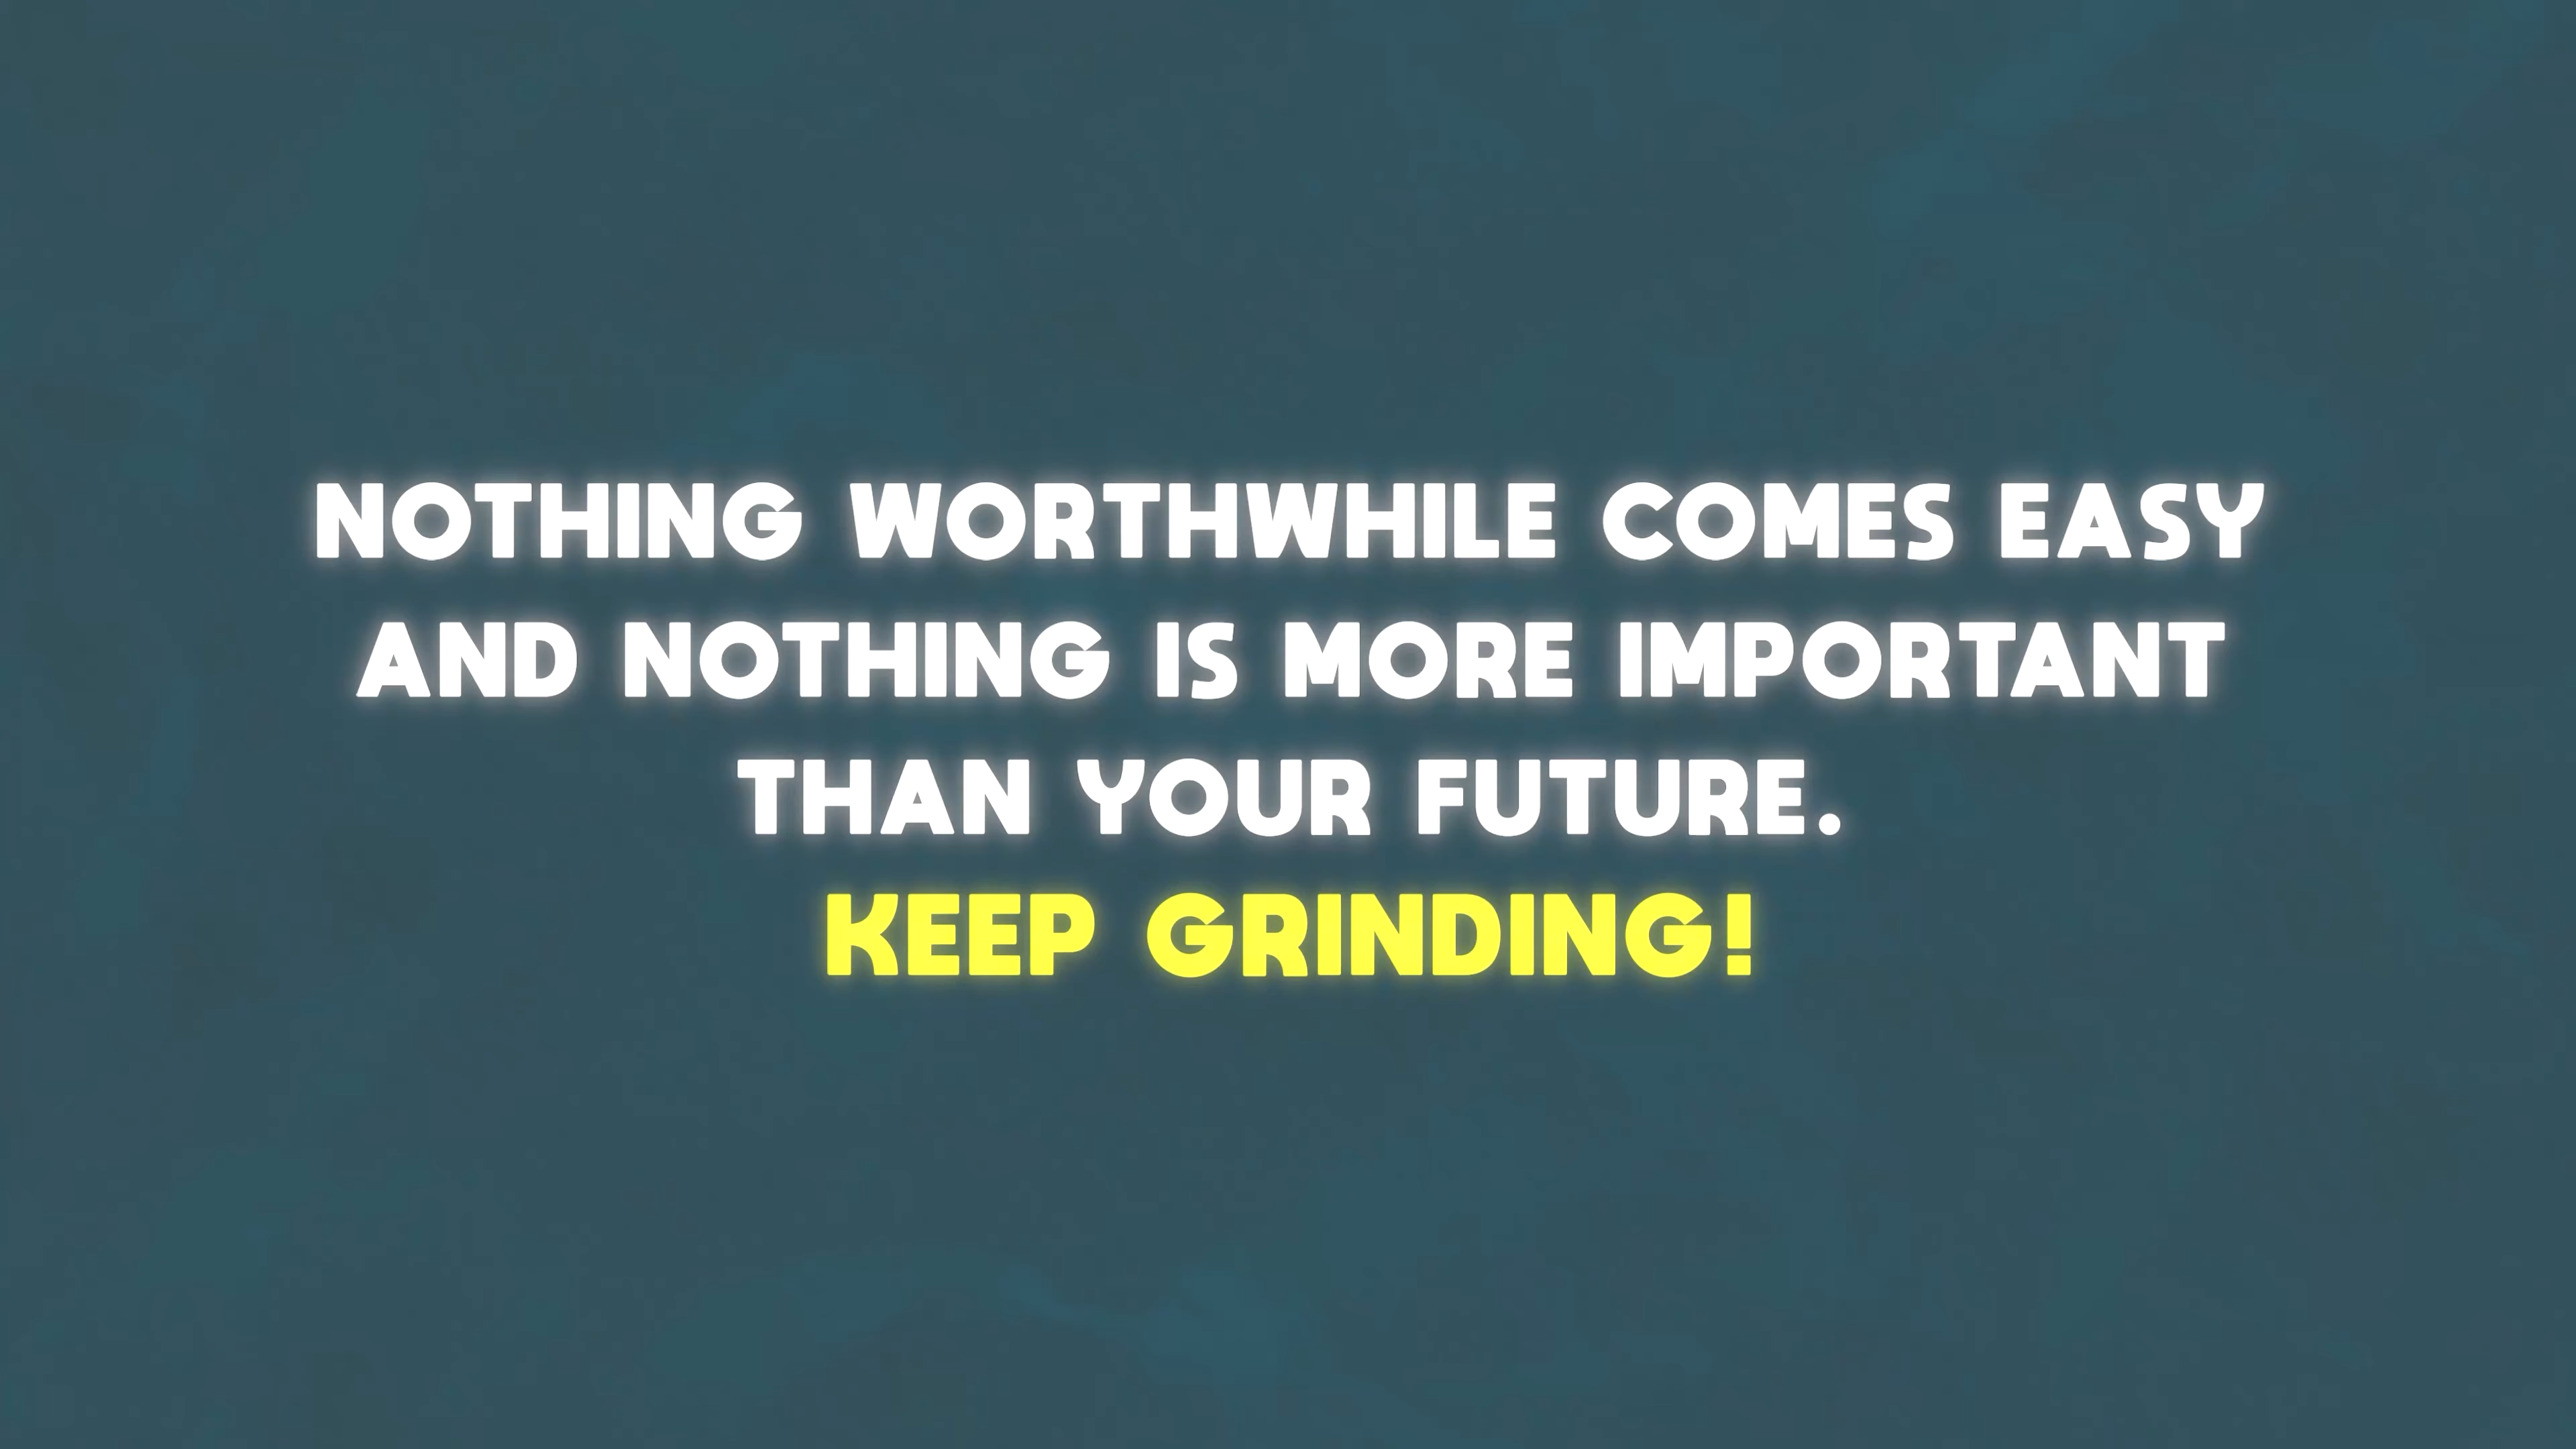 NOTHING WORTHWHILE COMES EASY
AND NOTHING IS MORE IMPORTANT
THAN YOUR FUTURE.
KEEP GRINDING!